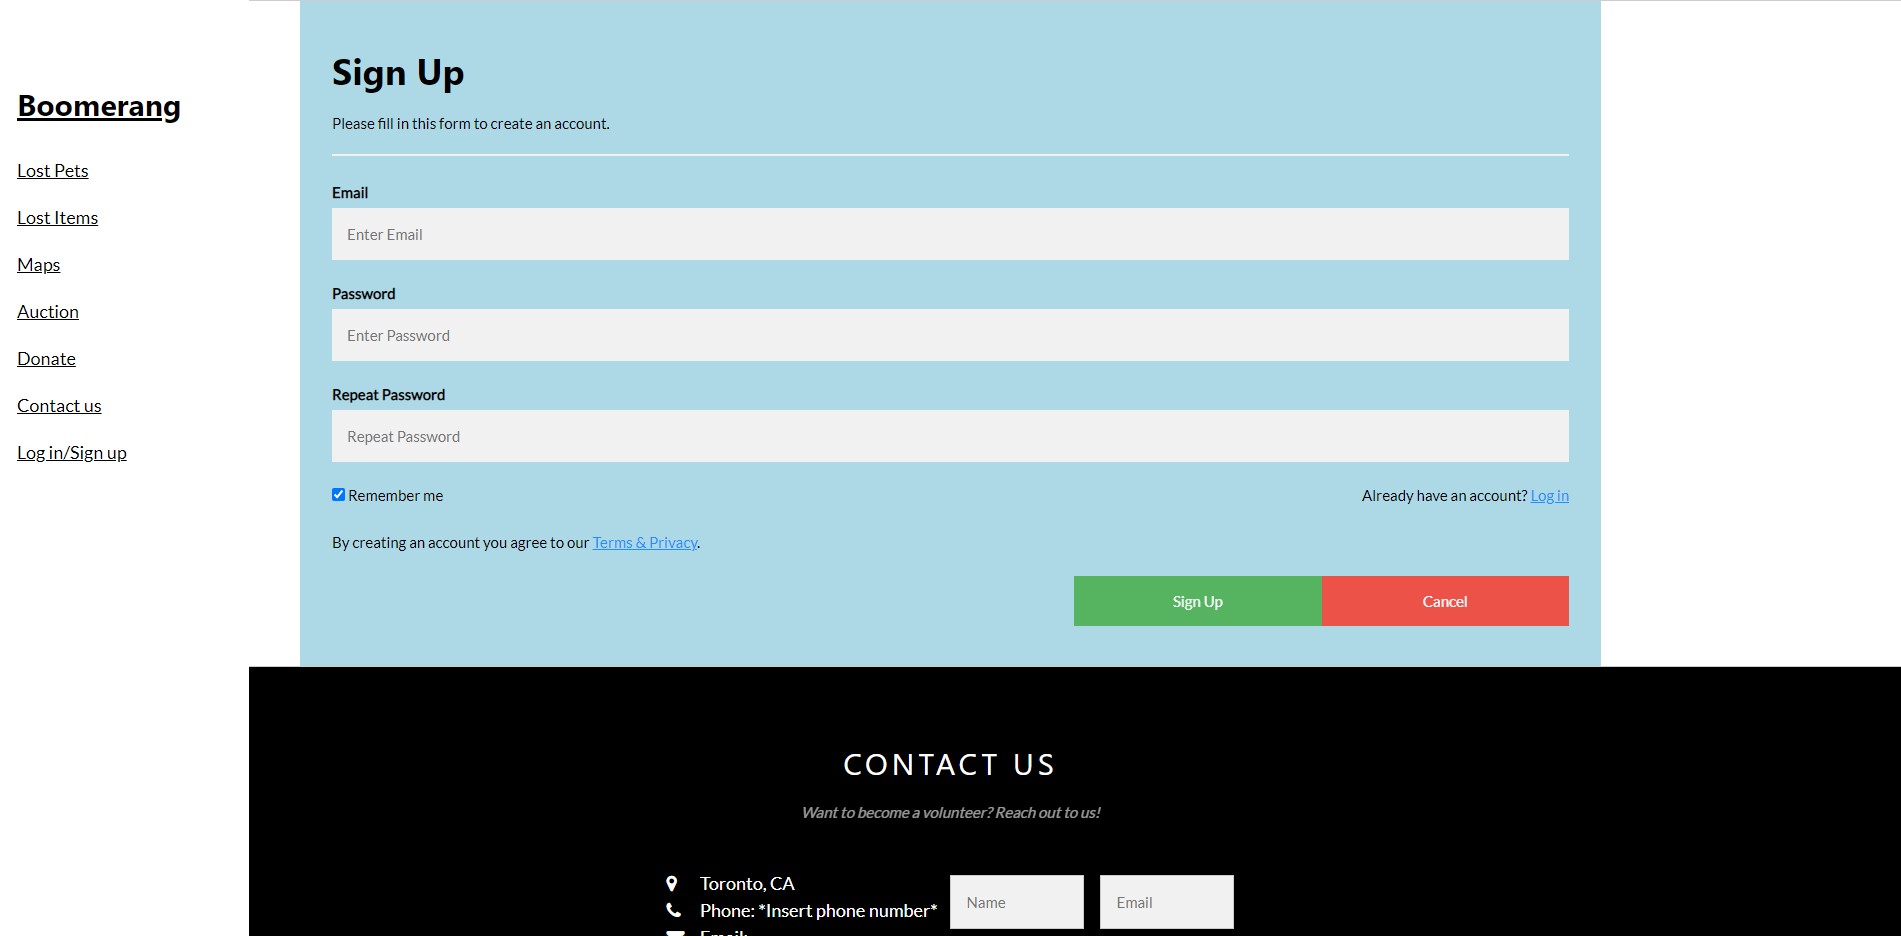 Boomerang
Lost Pets
Lost Items
Maps
Auction
Donate
Contact us
Log in/Sign up
Sign Up
Please fill in this form to create an account.
Email
Enter Email
Password
Enter Password
Repeat Password
Repeat Password
Remember me
Already have an account? Log in
By creating an account you agree to our Terms & Privacy.
Sign Up
Cancel
CONTACT US
Want to become a volunteer? Reach out to us!
Toronto, CA
Phone: *Insert phone number*
Email:
Name
Email